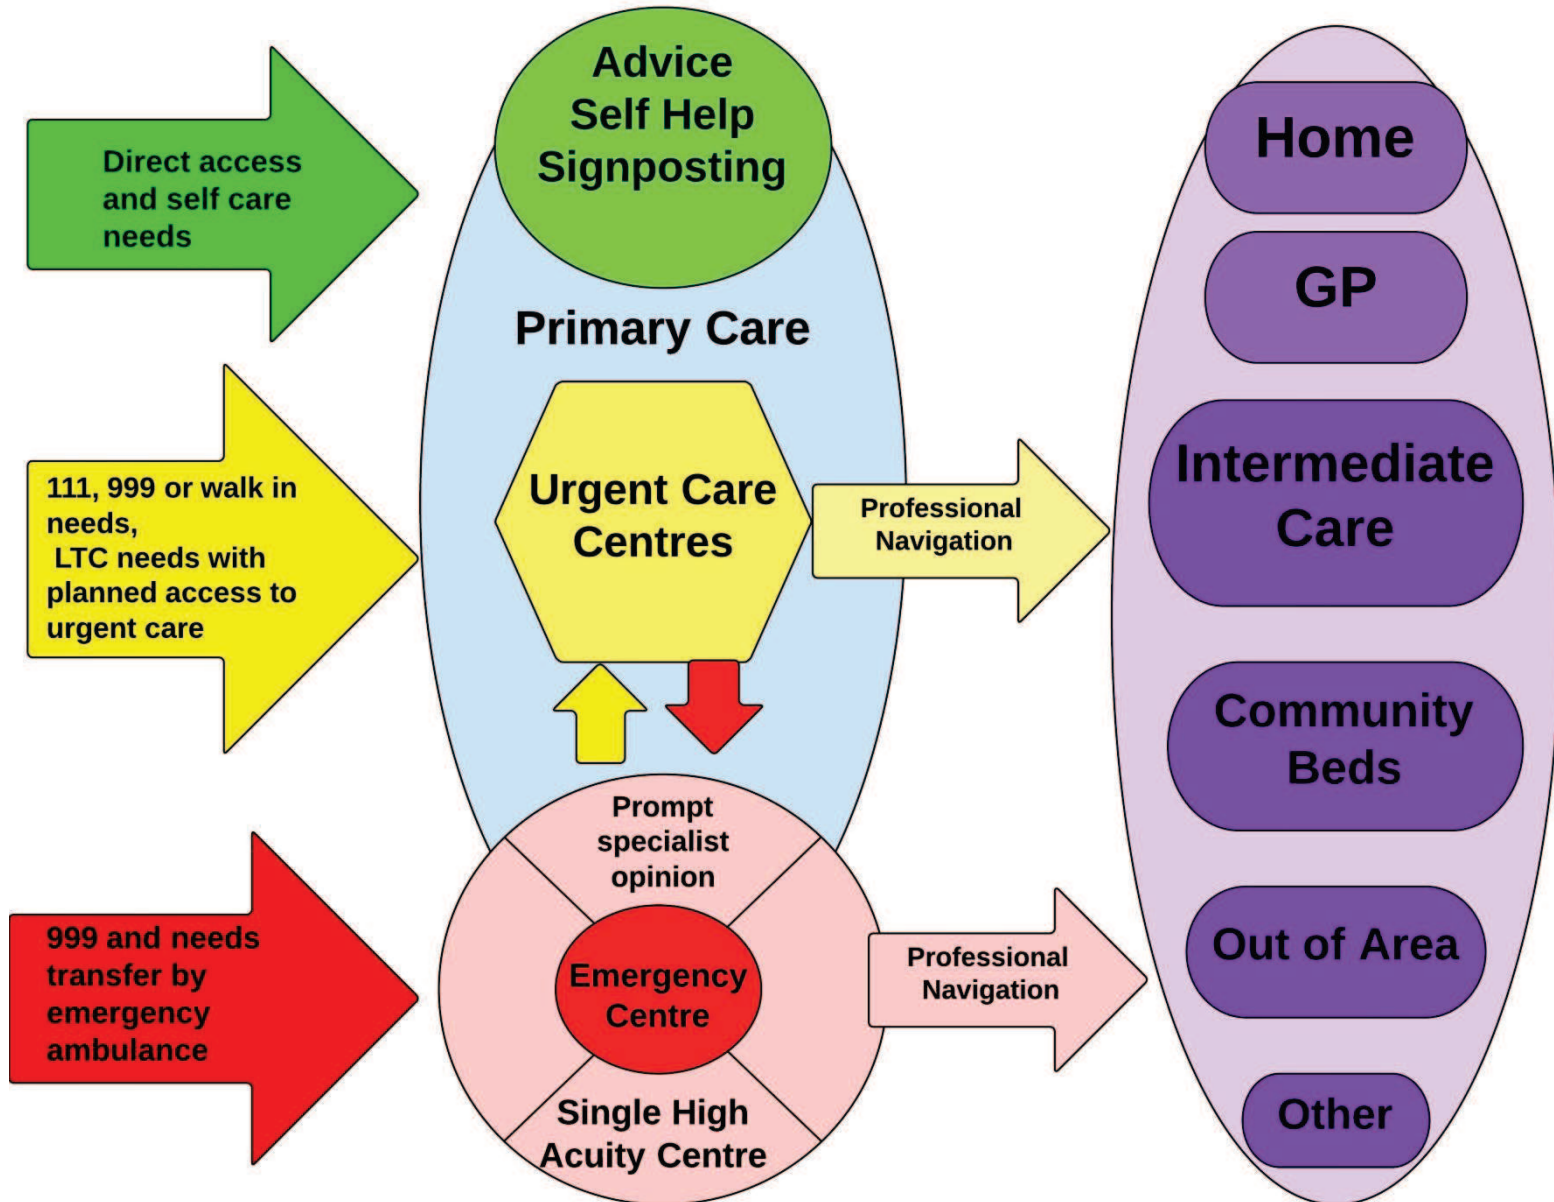 Direct access
and self care
needs
111, 999 or walk in
needs,
LTC needs with
planned access to
urgent care
999 and needs
transfer by
emergency
ambulance
Advice
Self Help
Signposting
Primary Care
Urgent Care
Centres
Prompt
specialist
opinion
Emergency
Centre
Single High
Acuity Centre
Professional
Navigation
Professional
Navigation
Home
GP
Intermediate
Care
Community
Beds
Out of Area
Other